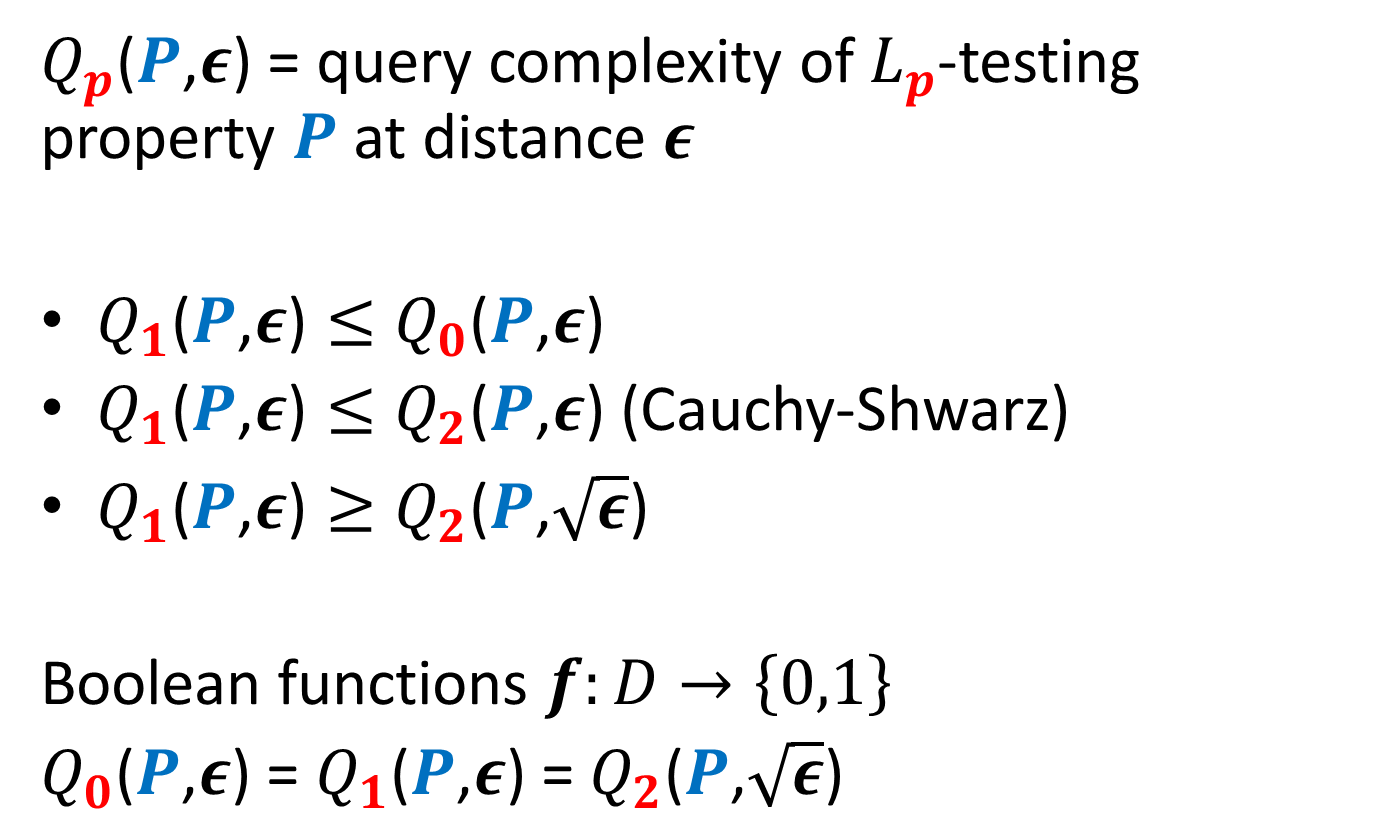 Qₚ(P,ϵ) = query complexity of Lₚ-testing
property P at distance ϵ
• Q₁(P,ϵ) ≤ Q₀(P,ϵ)
• Q₁(P,ϵ) ≤ Q₂(P,ϵ) (Cauchy-Shwarz)
• Q₁(P,ϵ) ≥ Q₂(P,√ϵ)
Boolean functions f: D → {0,1}
Q₀(P,ϵ) = Q₁(P,ϵ) = Q₂(P,√ϵ)